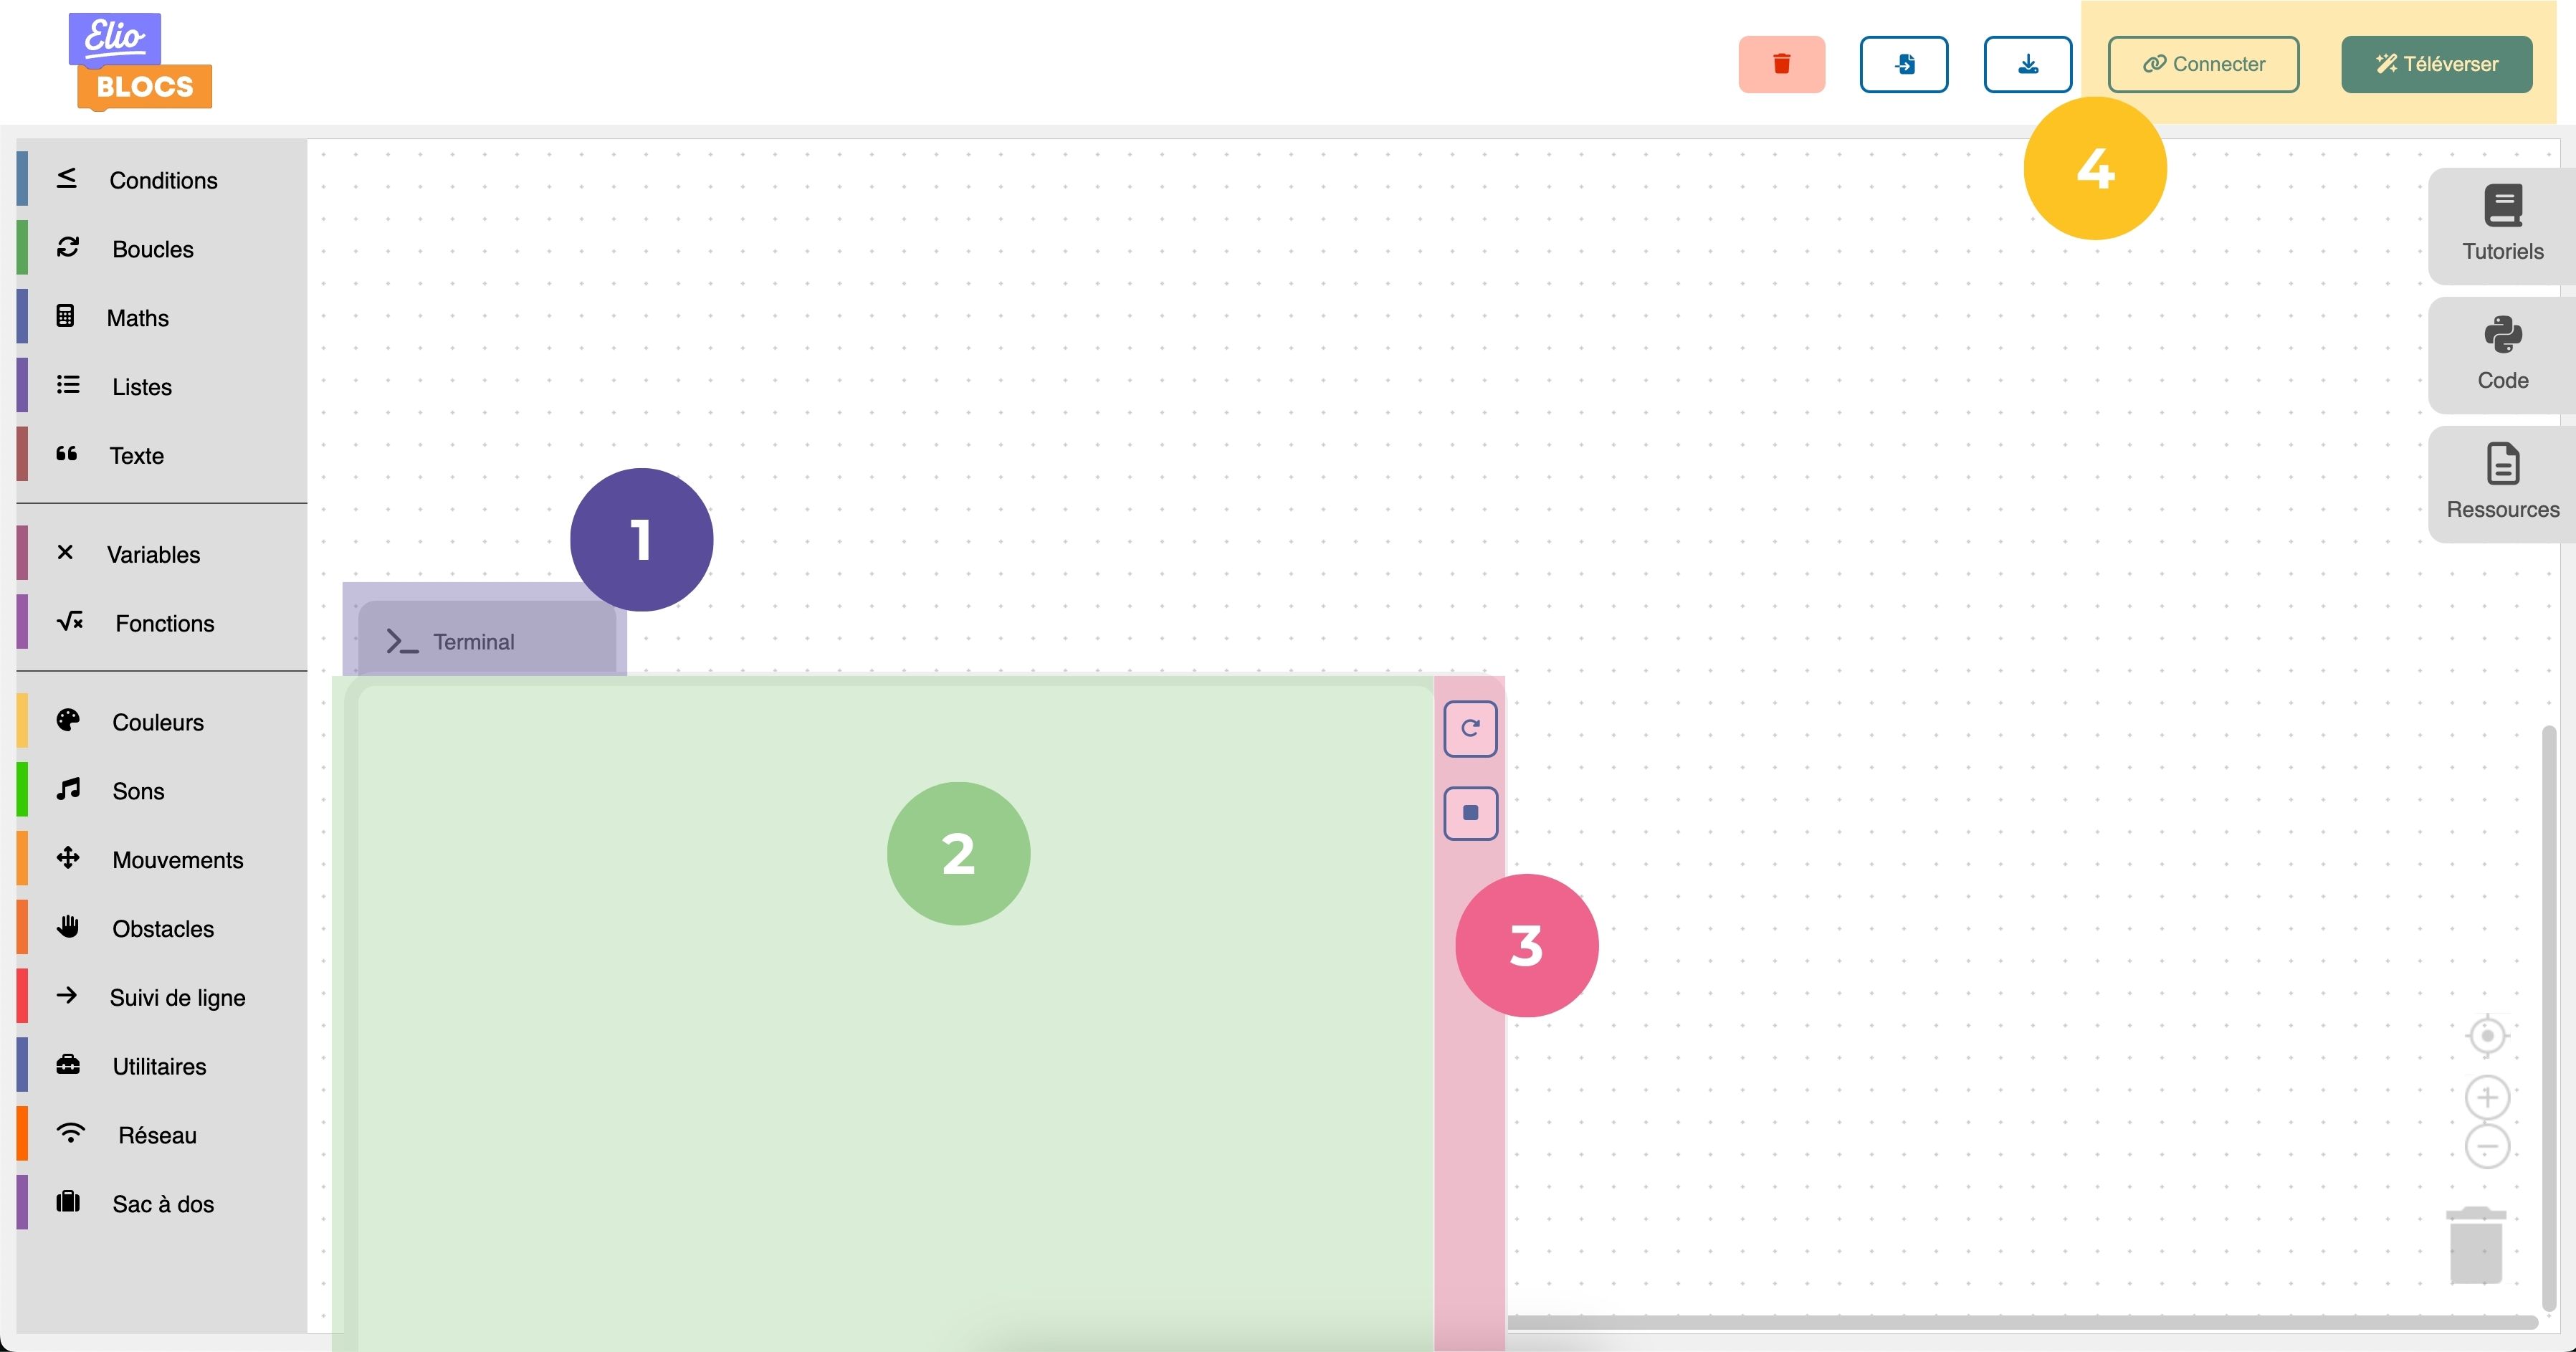 Elio
BLOCS
Connecter
Téléverser
4
Conditions
Boucles
Maths
Listes
Texte
Variables
Fonctions
Couleurs
Sons
Mouvements
Obstacles
Suivi de ligne
Utilitaires
Réseau
Sac à dos
1
Terminal
2
3
Tutoriels
Code
Ressources